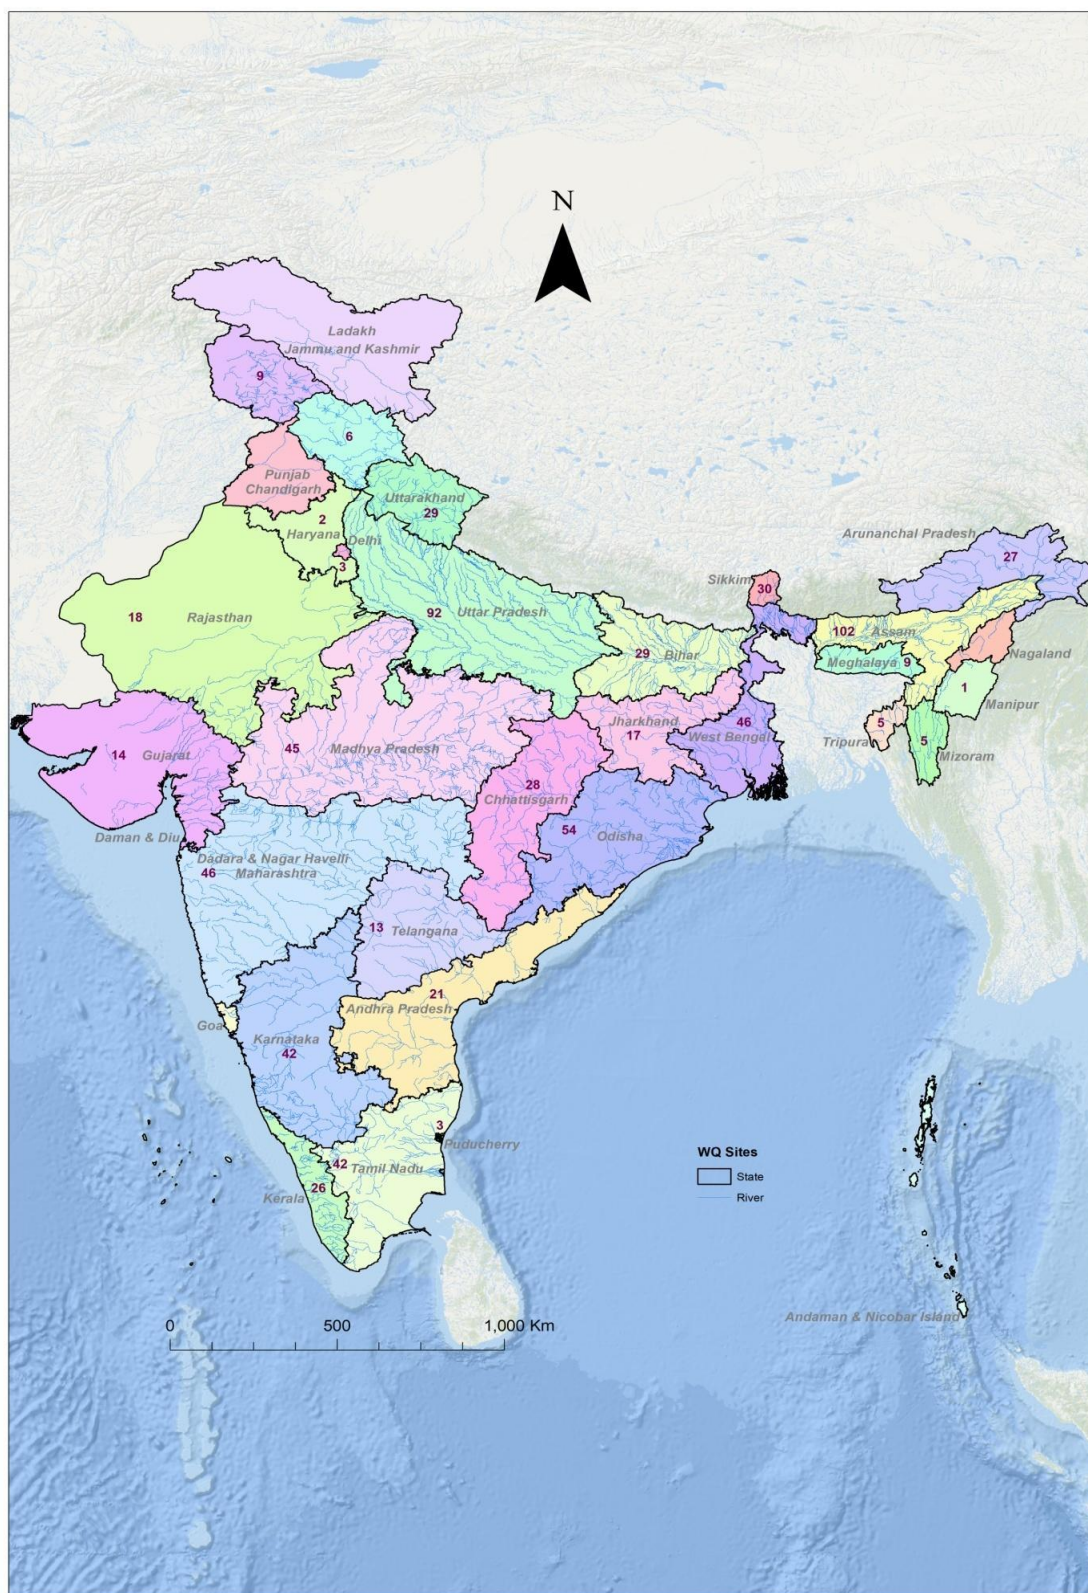 N
Ladakh
Jammu and Kashmir
9
6
Punjab
Chandigarh
Uttarakhand
29
2
Haryana
Delhi
3
Arunanchal Pradesh
27
Sikkim
30
18
Rajasthan
92
Uttar Pradesh
102
Assam
29
Bihar
Meghalaya
9
Nagaland
1
Manipur
5
Tripura
5
Mizoram
14
Gujarat
45
Madhya Pradesh
Jharkhand
17
46
West Bengal
28
Chhattisgarh
54
Odisha
Daman & Diu
Dadara & Nagar Havelli
46
Maharashtra
13
Telangana
21
Andhra Pradesh
Goa
Karnataka
42
3
Puducherry
42
Tamil Nadu
26
Kerala
WQ Sites
State
River
Andaman & Nicobar Island
0 500 1,000 Km